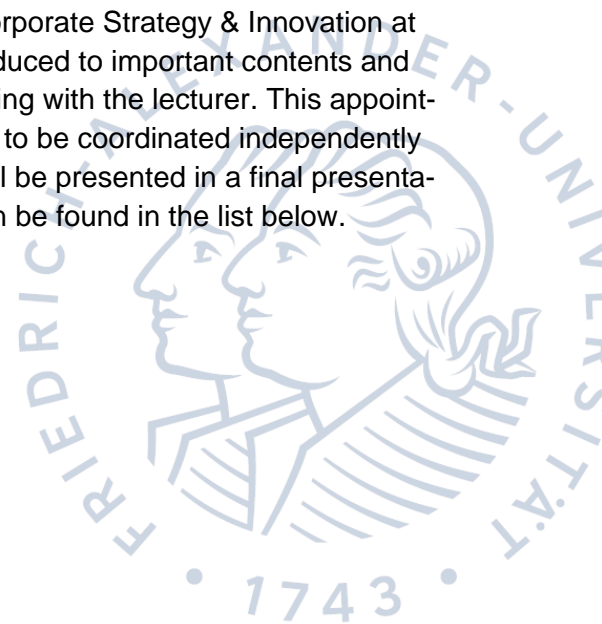 rporate Strategy & Innovation at
duced to important contents and
ing with the lecturer. This appoint-
to be coordinated independently
l be presented in a final presenta-
n be found in the list below.
FRIEDRICH-ALEXANDER-UNIVERSITÄT
• 1743 •